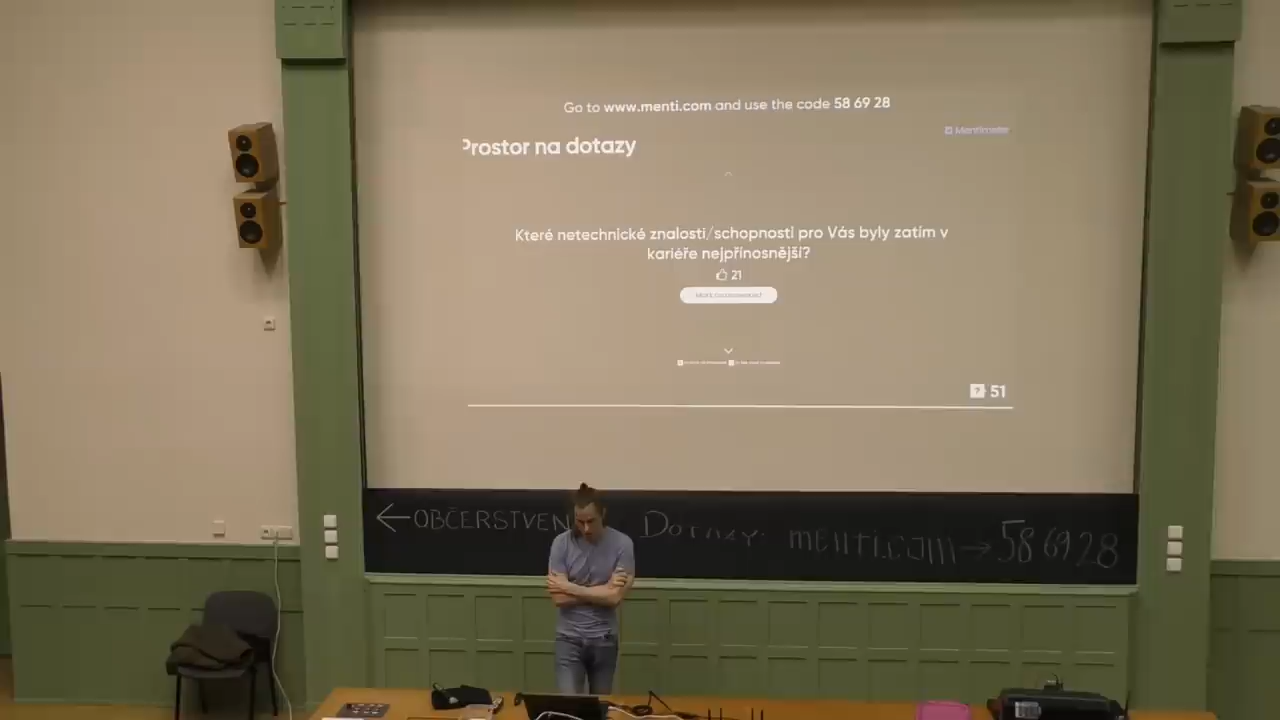 Go to www.menti.com and use the code 58 69 28
Mentimeter
Prostor na dotazy
Které netechnické znalosti/schopnosti pro Vás byly zatím v
kariéře nejpřínosnější?
21
51
← OBČERSTVEN
Dotazy: menti.com → 58 69 28